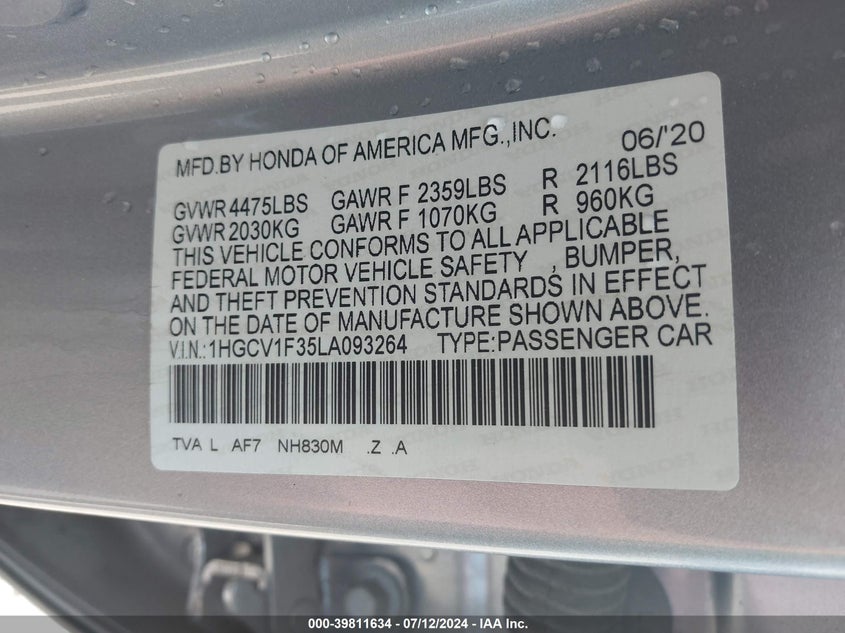 MFD.BY HONDA OF AMERICA MFG.,INC. 06/'20
GVWR 4475LBS GAWR F 2359LBS R 2116LBS
GVWR 2030KG GAWR F 1070KG R 960KG
THIS VEHICLE CONFORMS TO ALL APPLICABLE
FEDERAL MOTOR VEHICLE SAFETY , BUMPER,
AND THEFT PREVENTION STANDARDS IN EFFECT
ON THE DATE OF MANUFACTURE SHOWN ABOVE.
V.I.N.:1HGCV1F35LA093264 TYPE:PASSENGER CAR
TVA L AF7 NH830M .Z .A
000-39811634 / 07/12/2024 - IAA Inc.